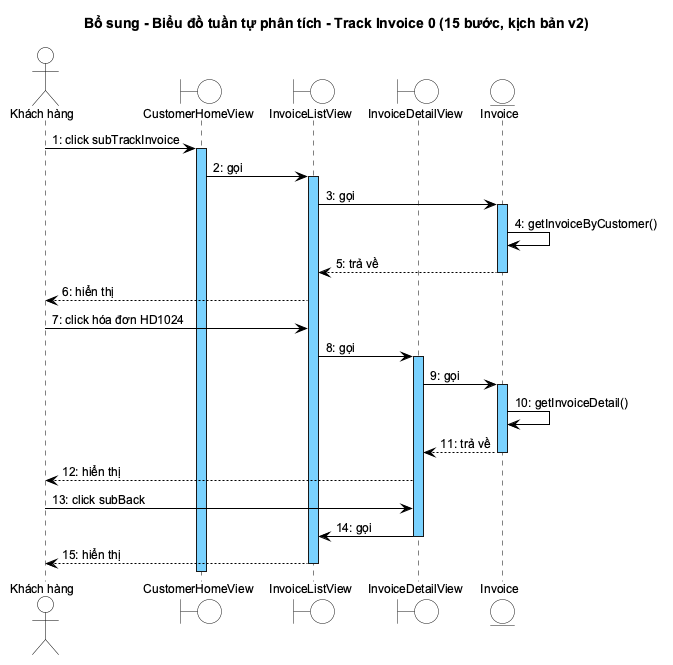 Bổ sung - Biểu đồ tuần tự phân tích - Track Invoice 0 (15 bước, kịch bản v2)
Khách hàng
CustomerHomeView
InvoiceListView
InvoiceDetailView
Invoice
1: click subTrackInvoice
2: gọi
3: gọi
4: getInvoiceByCustomer()
5: trả về
6: hiển thị
7: click hóa đơn HD1024
8: gọi
9: gọi
10: getInvoiceDetail()
11: trả về
12: hiển thị
13: click subBack
14: gọi
15: hiển thị
Khách hàng
CustomerHomeView
InvoiceListView
InvoiceDetailView
Invoice